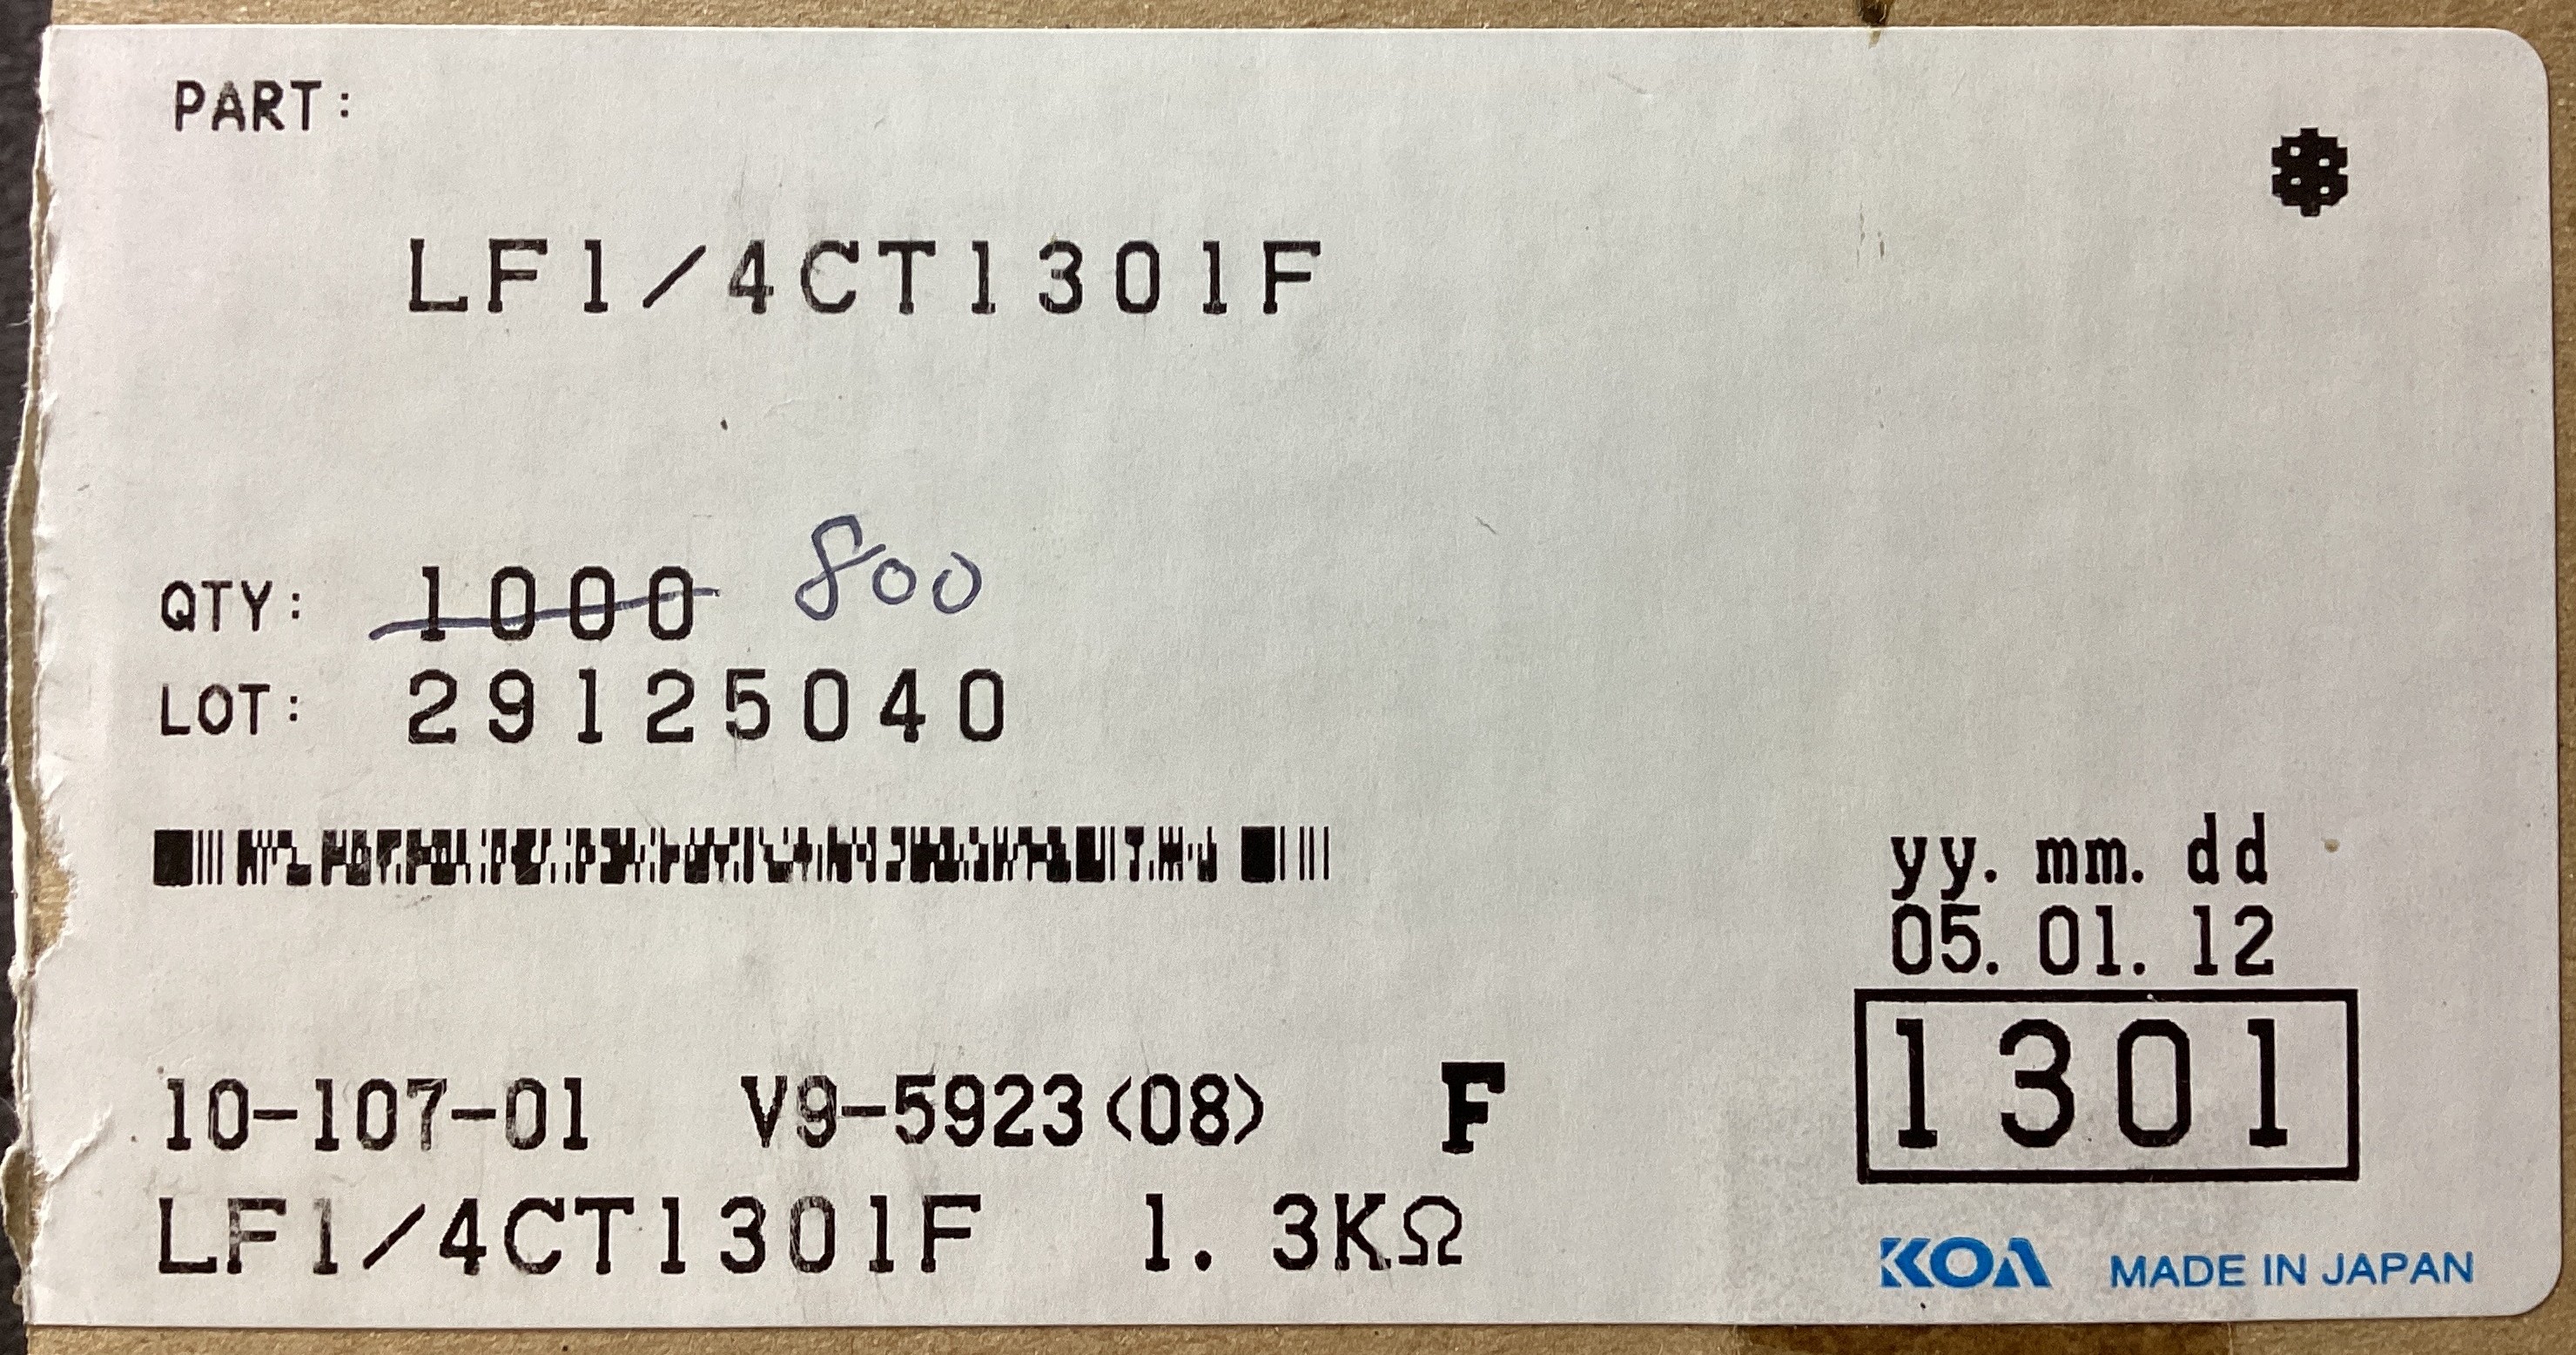 PART:
*
LF1/4CT1301F
QTY: 1000 800
LOT: 29125040
yy. mm. dd
05. 01. 12
1301
10-107-01 V9-5923(08) F
LF1/4CT1301F 1. 3KΩ
KOA MADE IN JAPAN